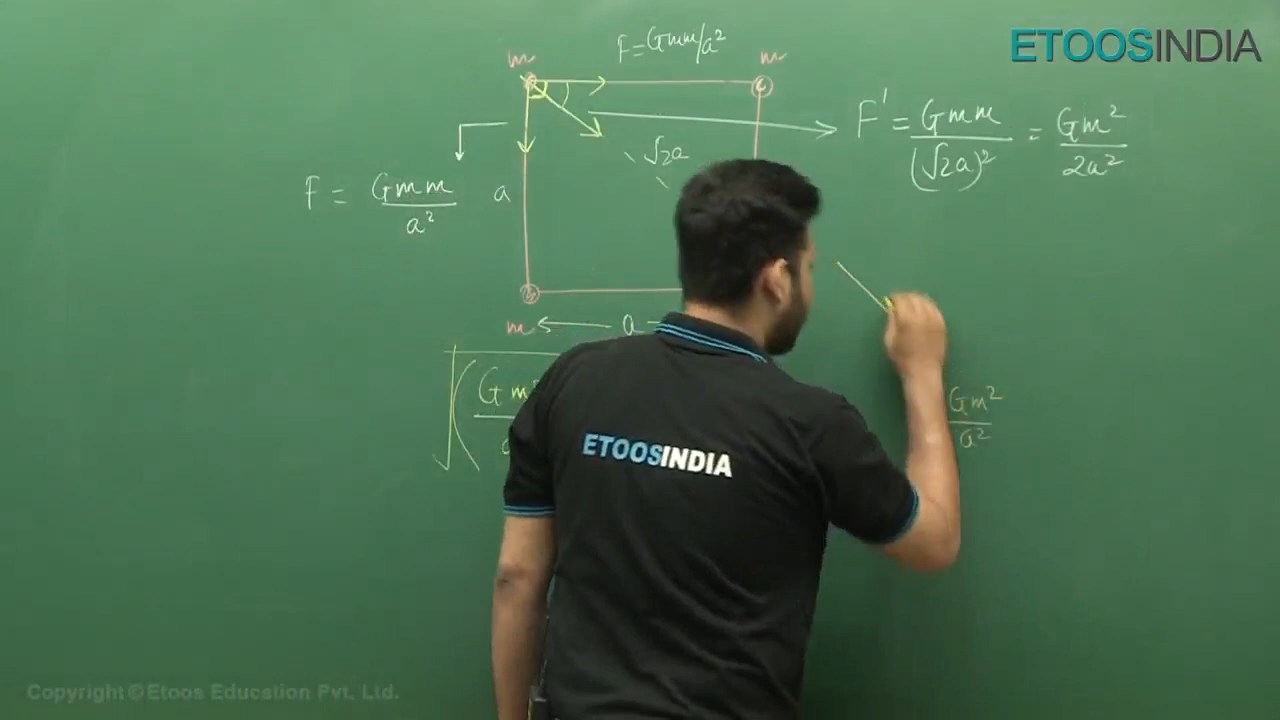 ETOOSINDIA
F = Gmm/a²
m
m
F' = Gmm/(√2a)² = Gm²/2a²
√2a
F = Gmm/a²
a
m
a
√(Gm²
Gm²/a²
ETOOSINDIA
Copyright © Etoos Education Pvt. Ltd.